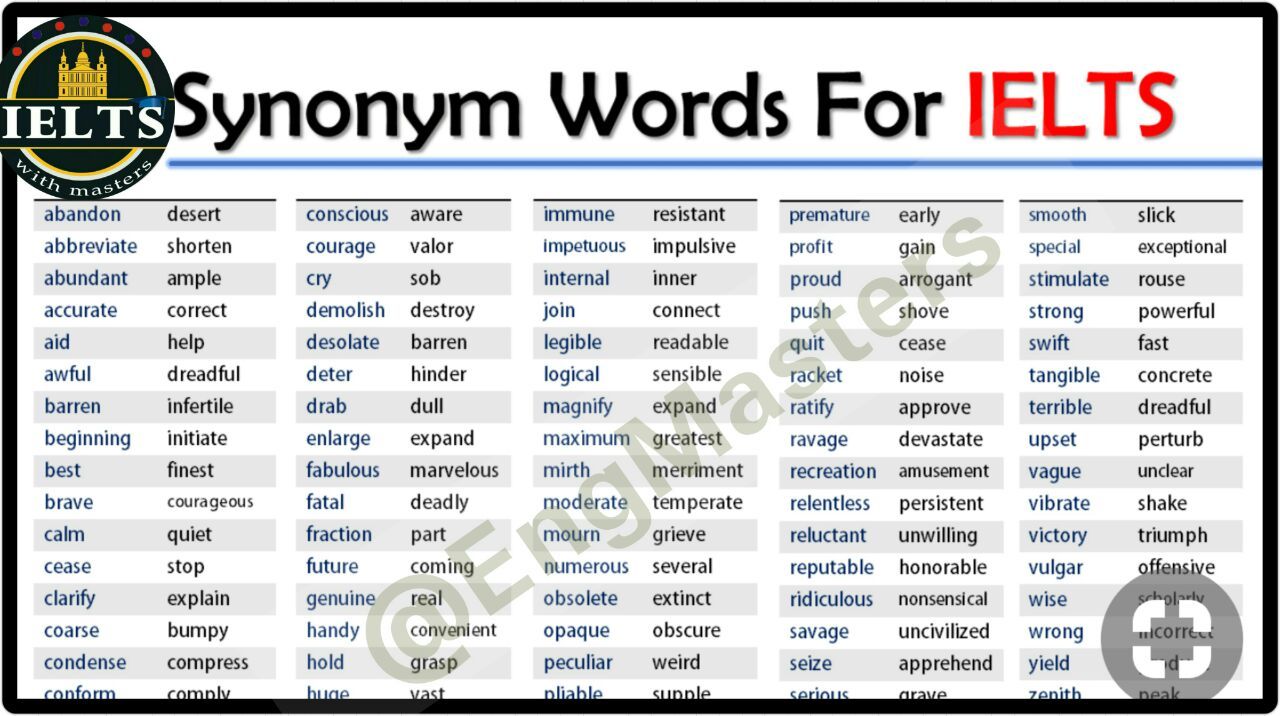 IELTS
with masters
Synonym Words For IELTS
abandon desert
abbreviate shorten
abundant ample
accurate correct
aid help
awful dreadful
barren infertile
beginning initiate
best finest
brave courageous
calm quiet
cease stop
clarify explain
coarse bumpy
condense compress
conform comply
conscious aware
courage valor
cry sob
demolish destroy
desolate barren
deter hinder
drab dull
enlarge expand
fabulous marvelous
fatal deadly
fraction part
future coming
genuine real
handy convenient
hold grasp
huge vast
immune resistant
impetuous impulsive
internal inner
join connect
legible readable
logical sensible
magnify expand
maximum greatest
mirth merriment
moderate temperate
mourn grieve
numerous several
obsolete extinct
opaque obscure
peculiar weird
pliable supple
premature early
profit gain
proud arrogant
push shove
quit cease
racket noise
ratify approve
ravage devastate
recreation amusement
relentless persistent
reluctant unwilling
reputable honorable
ridiculous nonsensical
savage uncivilized
seize apprehend
serious grave
smooth slick
special exceptional
stimulate rouse
strong powerful
swift fast
tangible concrete
terrible dreadful
upset perturb
vague unclear
vibrate shake
victory triumph
vulgar offensive
wise scholarly
wrong incorrect
yield
zenith peak
@EngMasters